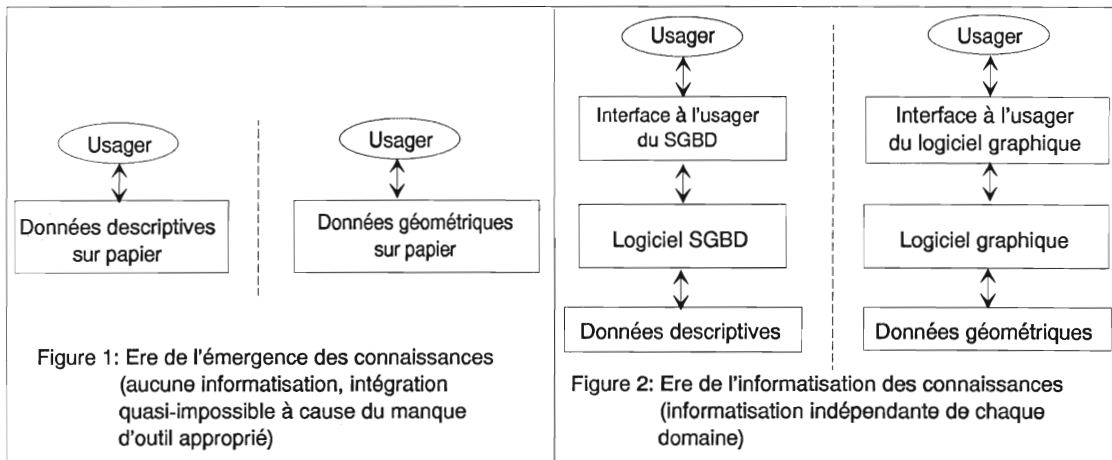 Usager
Données descriptives
sur papier
Usager
Données géométriques
sur papier
Figure 1: Ere de l'émergence des connaissances
(aucune informatisation, intégration
quasi-impossible à cause du manque
d'outil approprié)
Usager
Interface à l'usager
du SGBD
Logiciel SGBD
Données descriptives
Usager
Interface à l'usager
du logiciel graphique
Logiciel graphique
Données géométriques
Figure 2: Ere de l'informatisation des connaissances
(informatisation indépendante de chaque
domaine)